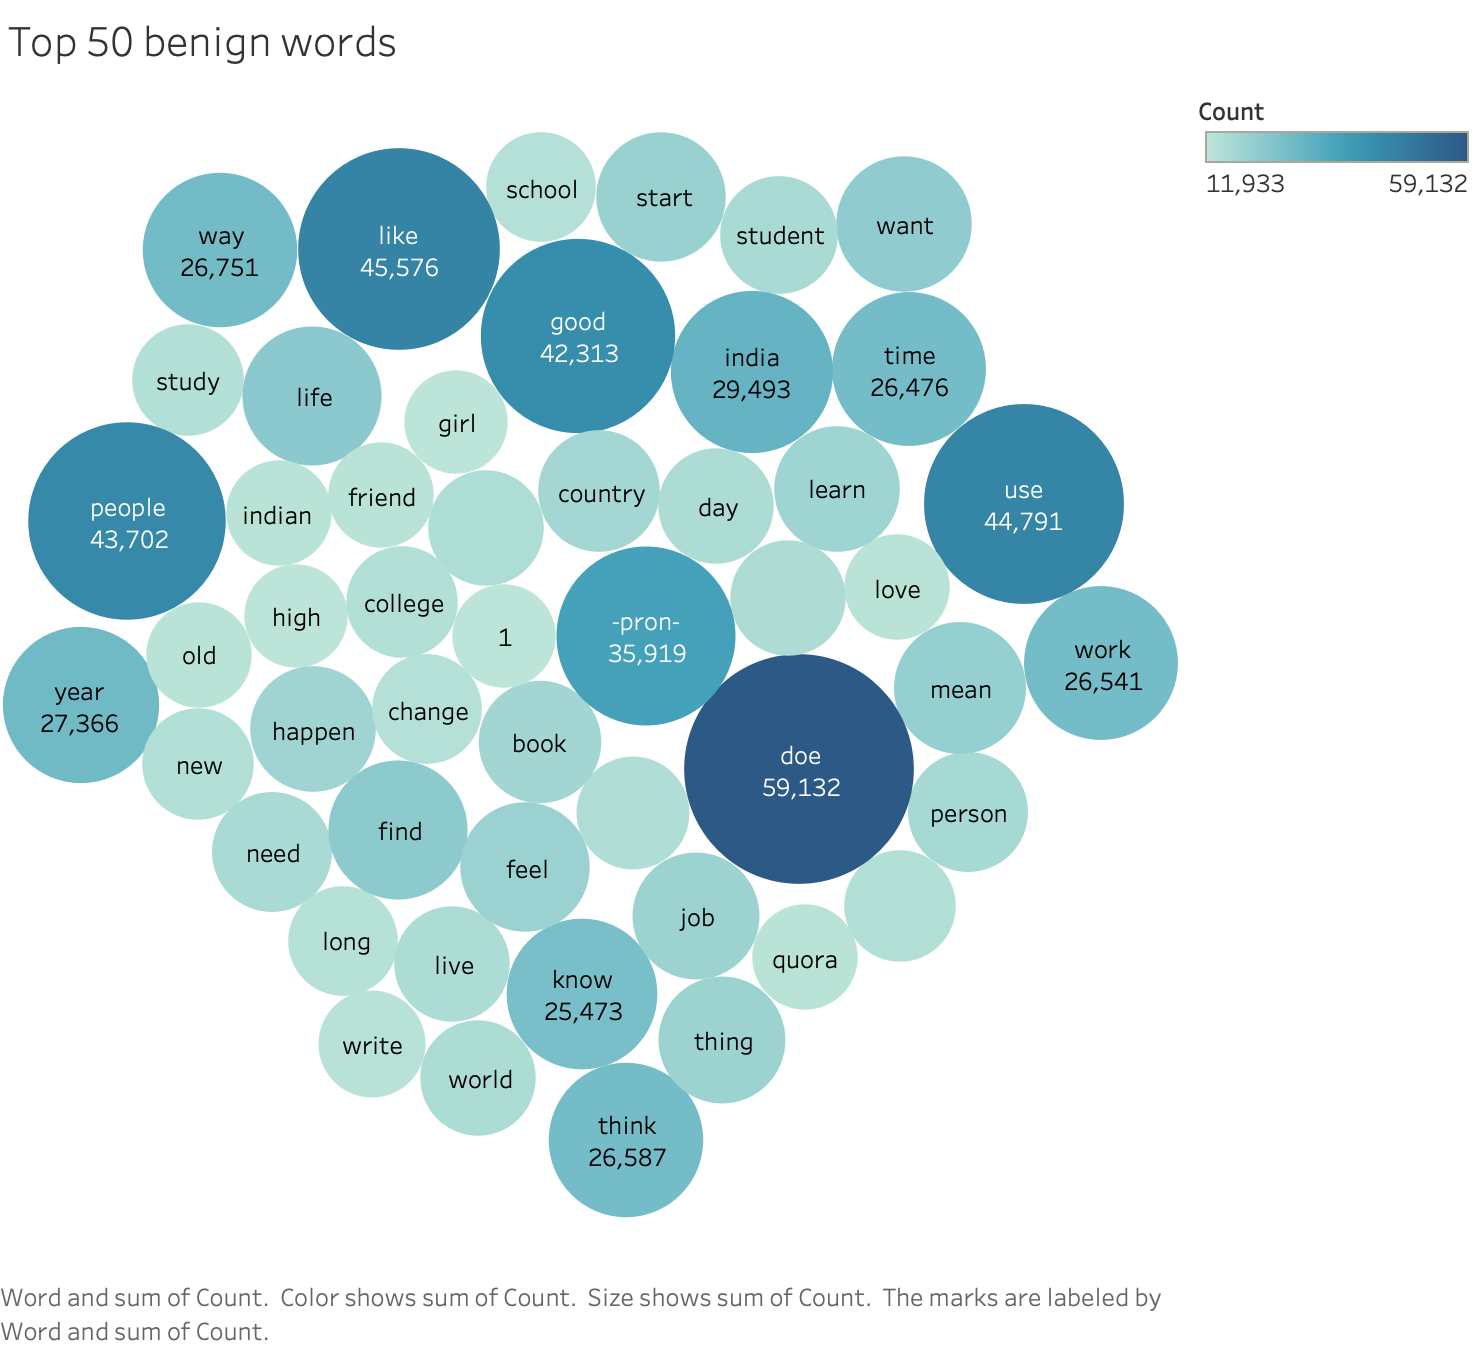 Top 50 benign words
Count
11,933 59,132
school
start
student
want
way
26,751
like
45,576
good
42,313
india
29,493
time
26,476
study
life
girl
people
43,702
indian
friend
country
day
learn
use
44,791
high
college
1
-pron-
35,919
love
old
year
27,366
work
26,541
mean
change
happen
book
new
doe
59,132
person
find
need
feel
job
long
live
know
25,473
quora
write
world
thing
think
26,587
Word and sum of Count.  Color shows sum of Count.  Size shows sum of Count.  The marks are labeled by
Word and sum of Count.